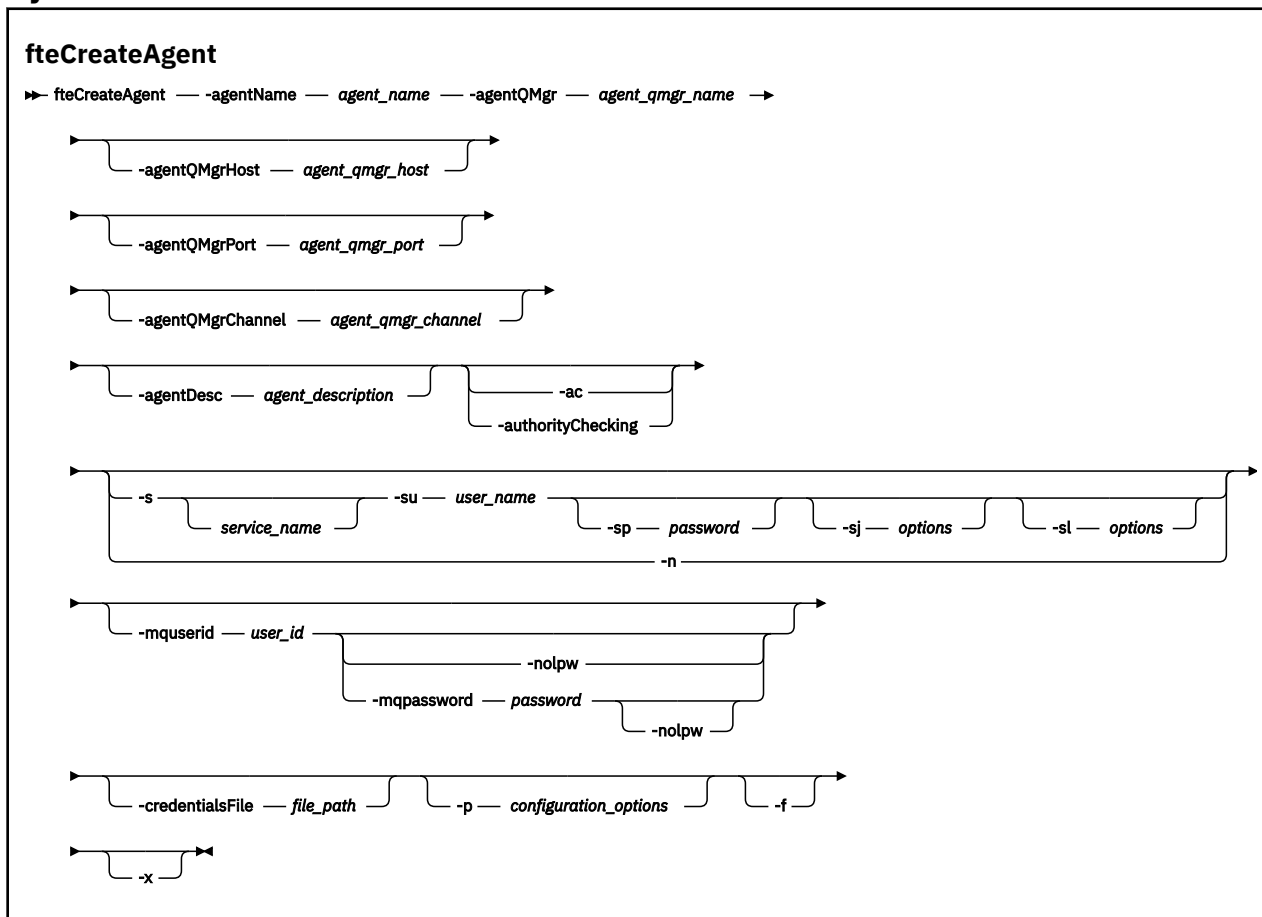 fteCreateAgent
fteCreateAgent -agentName agent_name -agentQMgr agent_qmgr_name
-agentQMgrHost agent_qmgr_host
-agentQMgrPort agent_qmgr_port
-agentQMgrChannel agent_qmgr_channel
-agentDesc agent_description -ac
-authorityChecking
-s -su user_name
service_name -sp password -sj options -sl options
-n
-mquserid user_id
-nolpw
-mqpassword password
-nolpw
-credentialsFile file_path -p configuration_options -f
-x